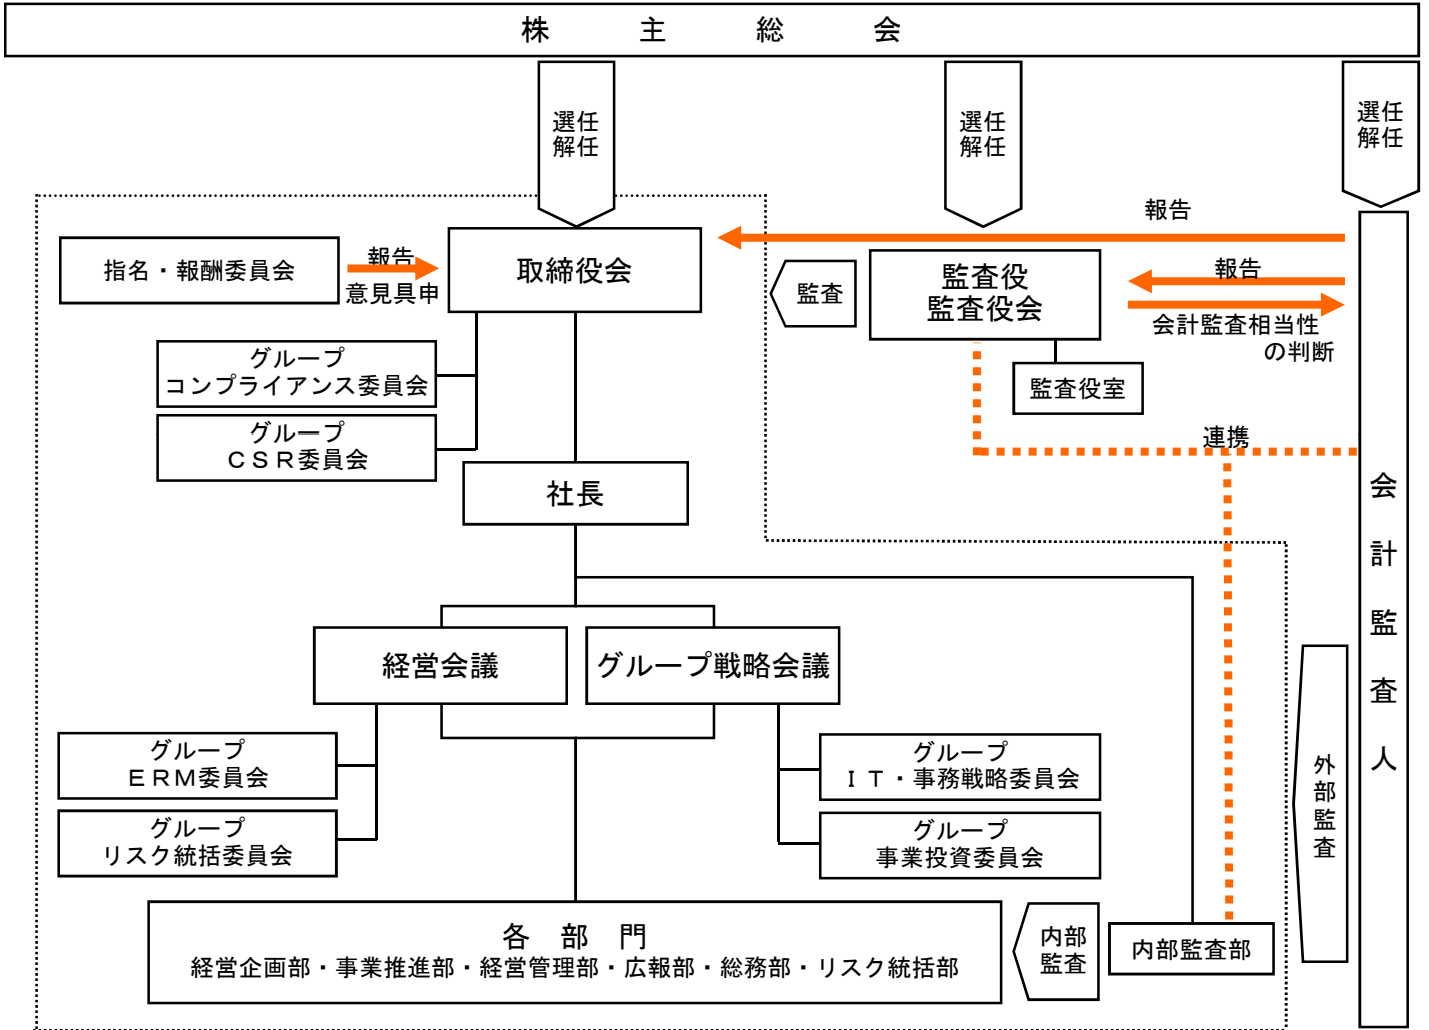 株主総会
選任
解任
選任
解任
選任
解任
報告
指名・報酬委員会
報告
意見具申
取締役会
監査
監査役
監査役会
報告
会計監査相当性
の判断
グループ
コンプライアンス委員会
監査役室
グループ
ＣＳＲ委員会
連携
社長
会計監査人
経営会議
グループ戦略会議
グループ
ＥＲＭ委員会
グループ
ＩＴ・事務戦略委員会
外部監査
グループ
リスク統括委員会
グループ
事業投資委員会
各部門
経営企画部・事業推進部・経営管理部・広報部・総務部・リスク統括部
内部
監査
内部監査部